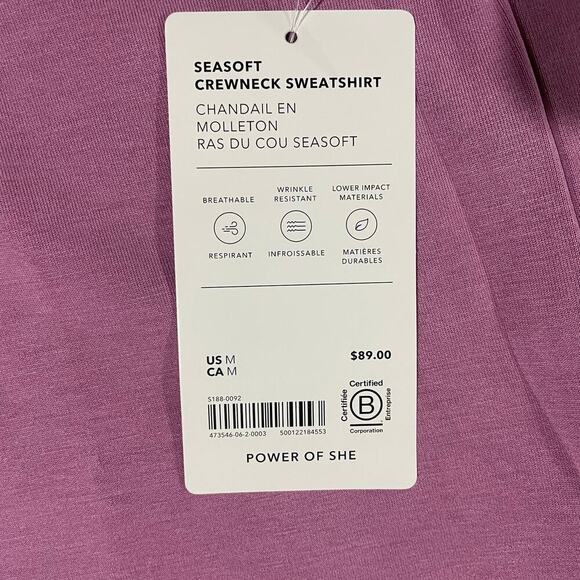 SEASOFT
CREWNECK SWEATSHIRT
CHANDAIL EN
MOLLETON
RAS DU COU SEASOFT
BREATHABLE
RESPIRANT
WRINKLE
RESISTANT
INFROISSABLE
LOWER IMPACT
MATERIALS
MATIÈRES
DURABLES
US M
CA M
$89.00
S188-0092
473546-06-2-0003 500122184553
Certified
Certifiée
B
Entreprise
Corporation
POWER OF SHE